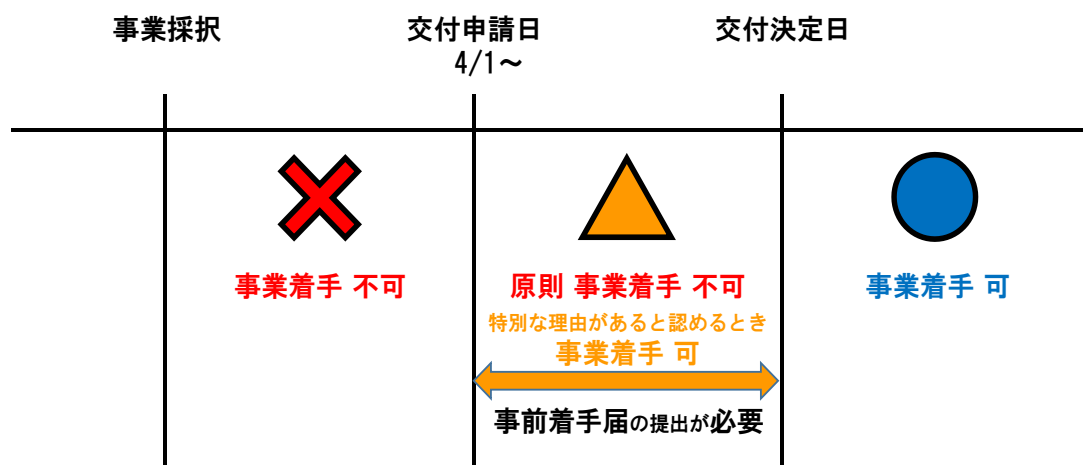 事業採択
交付申請日
4/1～
交付決定日
事業着手 不可
原則 事業着手 不可
特別な理由があると認めるとき
事業着手 可
事前着手届の提出が必要
事業着手 可